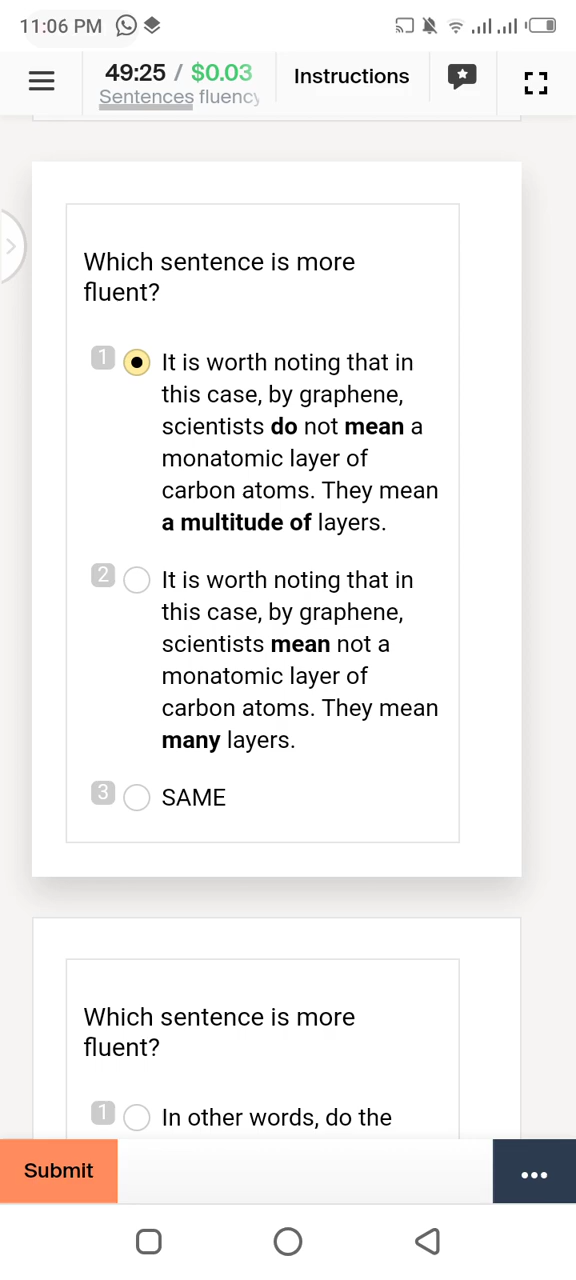 11:06 PM
49:25 / $0.03
Instructions
Sentences fluency
Which sentence is more
fluent?
1
It is worth noting that in
this case, by graphene,
scientists do not mean a
monatomic layer of
carbon atoms. They mean
a multitude of layers.
2
It is worth noting that in
this case, by graphene,
scientists mean not a
monatomic layer of
carbon atoms. They mean
many layers.
3
SAME
Which sentence is more
fluent?
1
In other words, do the
Submit